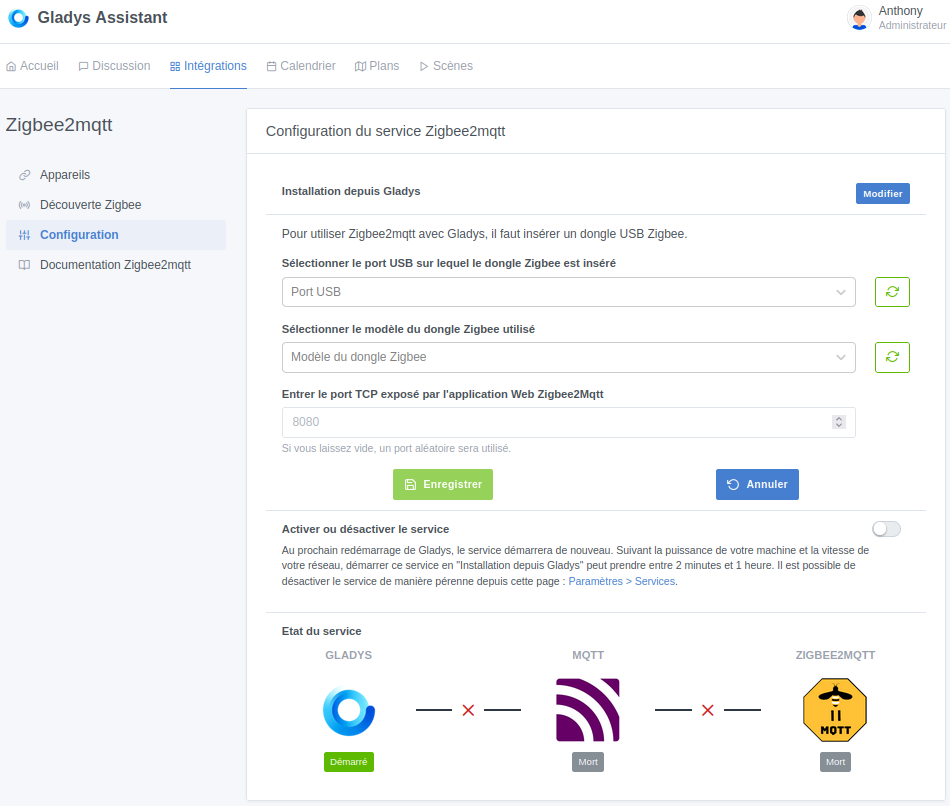 Gladys Assistant
Anthony
Administrateur
Accueil
Discussion
Intégrations
Calendrier
Plans
Scènes
Zigbee2mqtt
Appareils
Découverte Zigbee
Configuration
Documentation Zigbee2mqtt
Configuration du service Zigbee2mqtt
Installation depuis Gladys
Modifier
Pour utiliser Zigbee2mqtt avec Gladys, il faut insérer un dongle USB Zigbee.
Sélectionner le port USB sur lequel le dongle Zigbee est inséré
Port USB
Sélectionner le modèle du dongle Zigbee utilisé
Modèle du dongle Zigbee
Entrer le port TCP exposé par l'application Web Zigbee2Mqtt
8080
Si vous laissez vide, un port aléatoire sera utilisé.
Enregistrer
Annuler
Activer ou désactiver le service
Au prochain redémarrage de Gladys, le service démarrera de nouveau. Suivant la puissance de votre machine et la vitesse de
votre réseau, démarrer ce service en "Installation depuis Gladys" peut prendre entre 2 minutes et 1 heure. Il est possible de
désactiver le service de manière pérenne depuis cette page : Paramètres > Services.
Etat du service
GLADYS
MQTT
ZIGBEE2MQTT
MQTT
Démarré
Mort
Mort